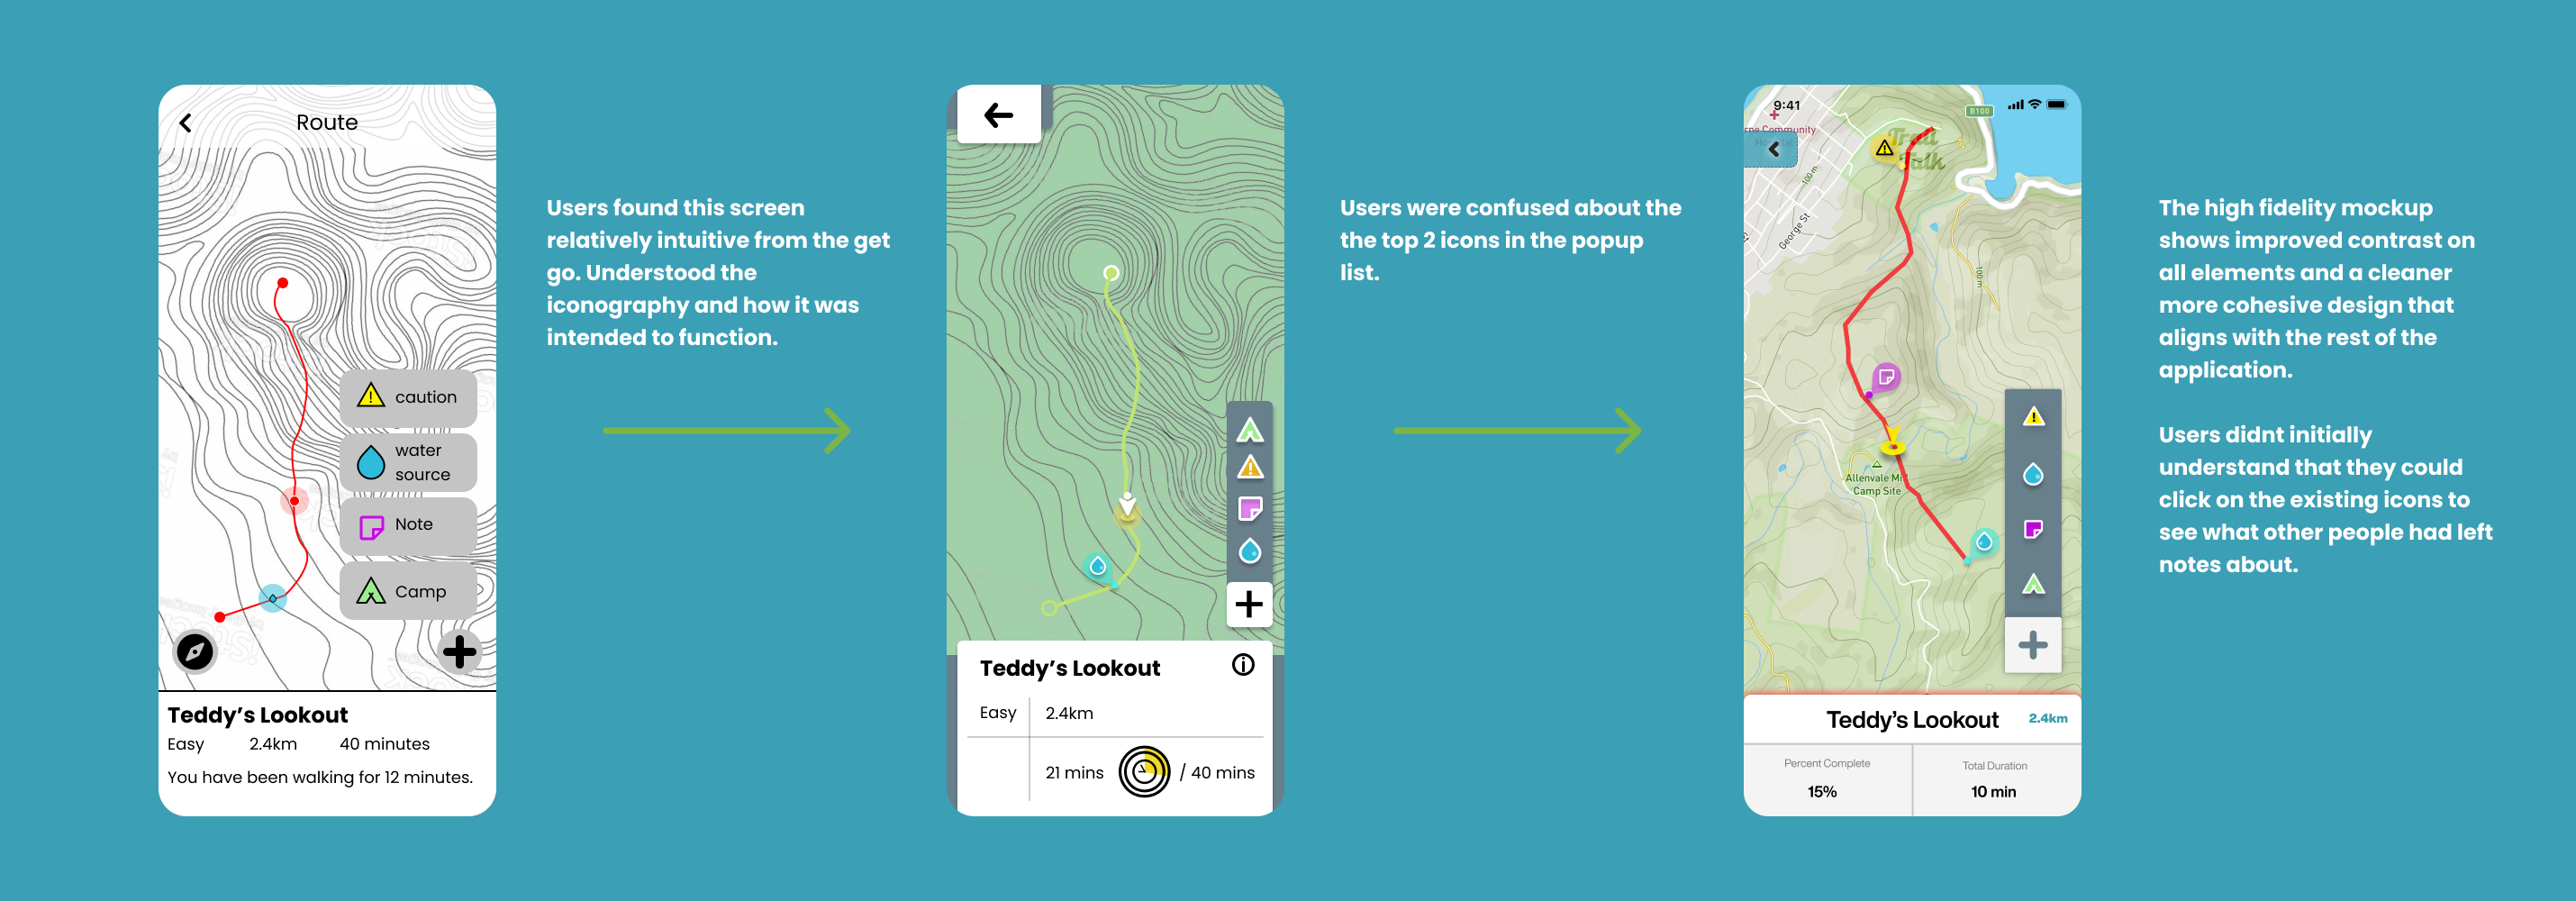 Route
caution
water
source
Note
Camp
Teddy's Lookout
Easy 2.4km 40 minutes
You have been walking for 12 minutes.
Users found this screen
relatively intuitive from the get
go. Understood the
iconography and how it was
intended to function.
Teddy's Lookout
Easy 2.4km
21 mins / 40 mins
Users were confused about the
the top 2 icons in the popup
list.
9:41
B100
Community
Trail
Talk
100 m
George St
100 m
Allenvale Mi
Camp Site
Teddy's Lookout 2.4km
Percent Complete Total Duration
15% 10 min
The high fidelity mockup
shows improved contrast on
all elements and a cleaner
more cohesive design that
aligns with the rest of the
application.
Users didnt initially
understand that they could
click on the existing icons to
see what other people had left
notes about.